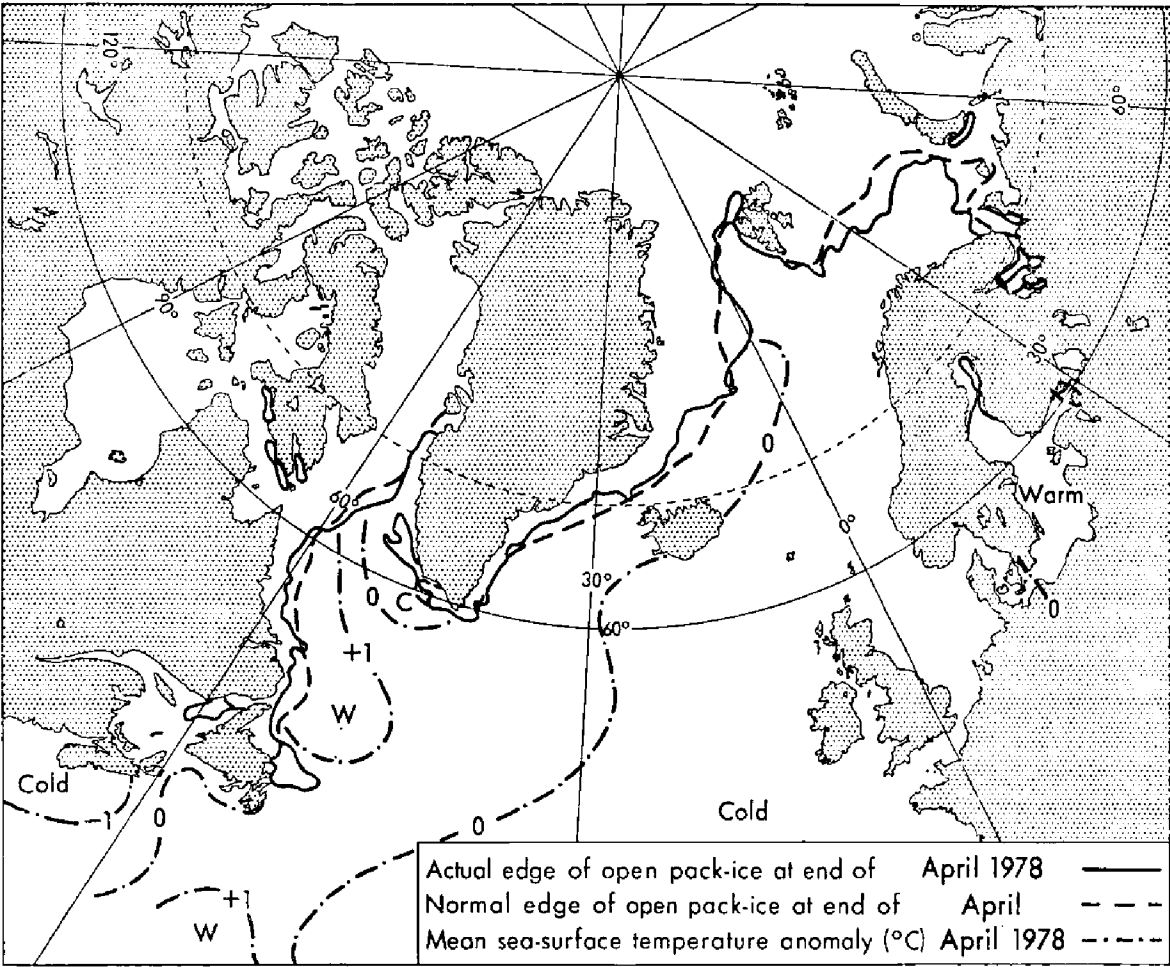 120°
60°
90°
30°
0
Warm
60°
0°
30°
0
C
0
60°
+1
W
Cold
-1
0
0
Cold
+1
W
Actual edge of open pack-ice at end of April 1978
Normal edge of open pack-ice at end of April
Mean sea-surface temperature anomaly (°C) April 1978